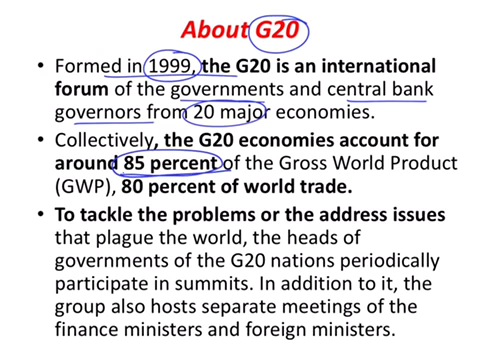 About G20
• Formed in 1999, the G20 is an international
forum of the governments and central bank
governors from 20 major economies.
• Collectively, the G20 economies account for
around 85 percent of the Gross World Product
(GWP), 80 percent of world trade.
• To tackle the problems or the address issues
that plague the world, the heads of
governments of the G20 nations periodically
participate in summits. In addition to it, the
group also hosts separate meetings of the
finance ministers and foreign ministers.